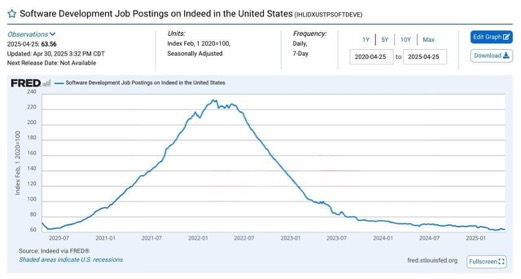 Software Development Job Postings on Indeed in the United States (IHLIDXUSTPSOFTDEVE)
Observations
2025-04-25: 63.56
Updated: Apr 30, 2025 3:32 PM CDT
Next Release Date: Not Available
Units:
Index Feb, 1 2020=100,
Seasonally Adjusted
Frequency:
Daily,
7-Day
1Y | 5Y | 10Y | Max
2020-04-25 to 2025-04-25
Edit Graph
Download
FRED
Software Development Job Postings on Indeed in the United States
Index Feb, 1 2020=100
240
220
200
180
160
140
120
100
80
60
2020-07 2021-01 2021-07 2022-01 2022-07 2023-01 2023-07 2024-01 2024-07 2025-01
Source: Indeed via FRED®
Shaded areas indicate U.S. recessions.
fred.stlouisfed.org
Fullscreen